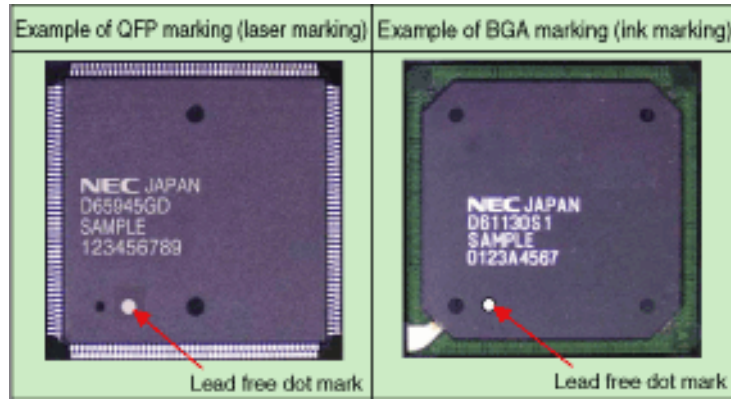 Example of QFP marking (laser marking)
NEC JAPAN
D65945GD
SAMPLE
123456789
Lead free dot mark
Example of BGA marking (ink marking)
NEC JAPAN
D61130S1
SAMPLE
0123A4567
Lead free dot mark